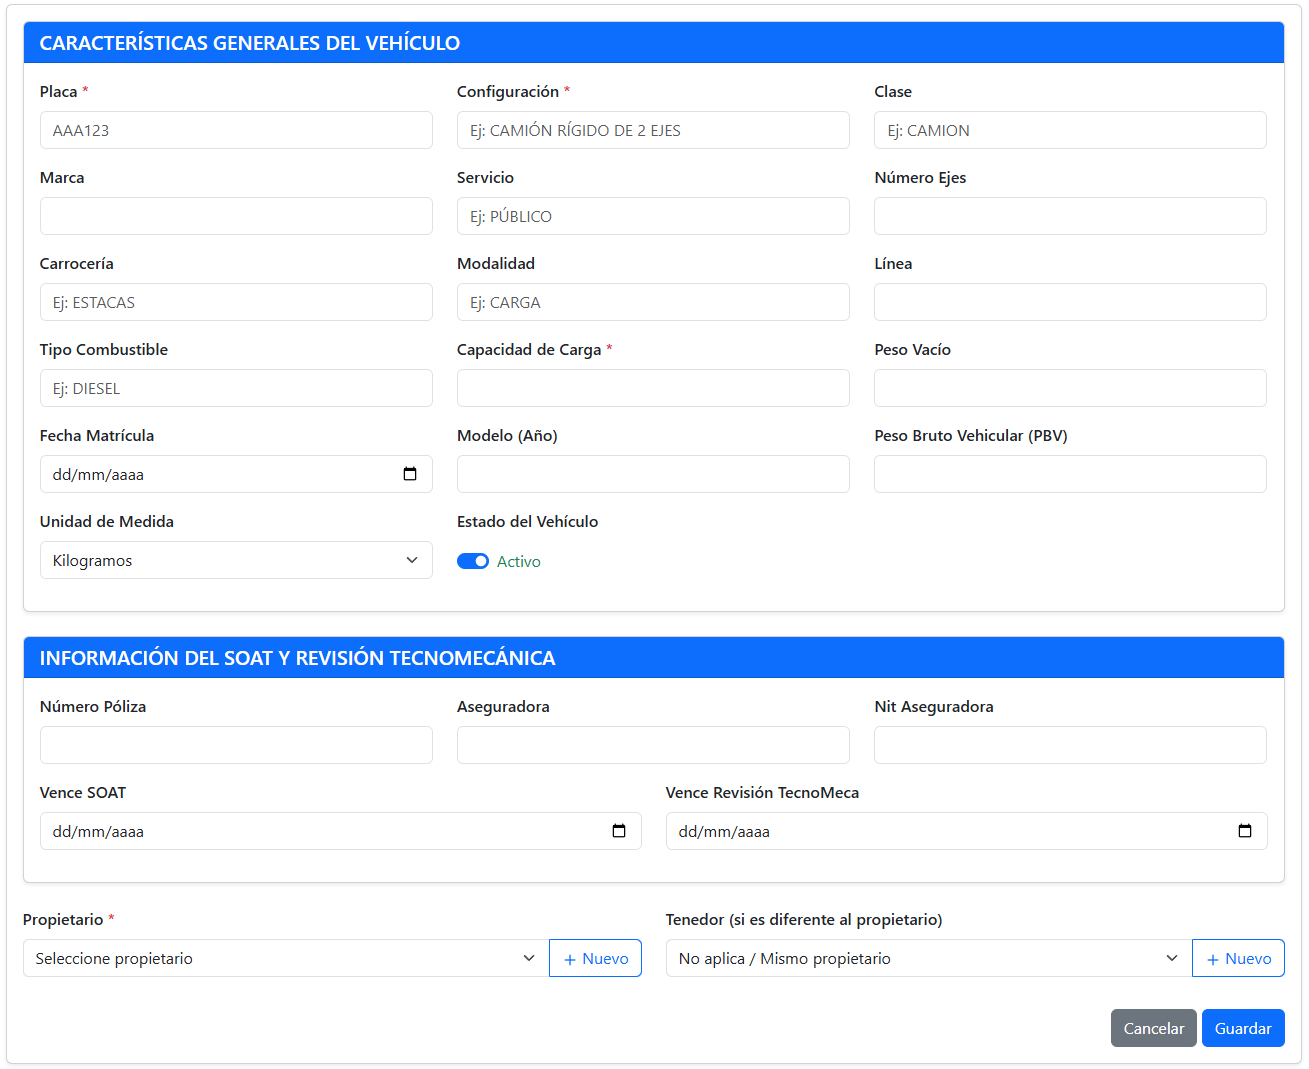 CARACTERÍSTICAS GENERALES DEL VEHÍCULO
Placa * Configuración * Clase
AAA123 Ej: CAMIÓN RÍGIDO DE 2 EJES Ej: CAMION
Marca Servicio Número Ejes
Ej: PÚBLICO
Carrocería Modalidad Línea
Ej: ESTACAS Ej: CARGA
Tipo Combustible Capacidad de Carga * Peso Vacío
Ej: DIESEL
Fecha Matrícula Modelo (Año) Peso Bruto Vehicular (PBV)
dd/mm/aaaa
Unidad de Medida Estado del Vehículo
Kilogramos Activo
INFORMACIÓN DEL SOAT Y REVISIÓN TECNOMECÁNICA
Número Póliza Aseguradora Nit Aseguradora
Vence SOAT Vence Revisión TecnoMeca
dd/mm/aaaa dd/mm/aaaa
Propietario * Tenedor (si es diferente al propietario)
Seleccione propietario + Nuevo No aplica / Mismo propietario + Nuevo
Cancelar Guardar